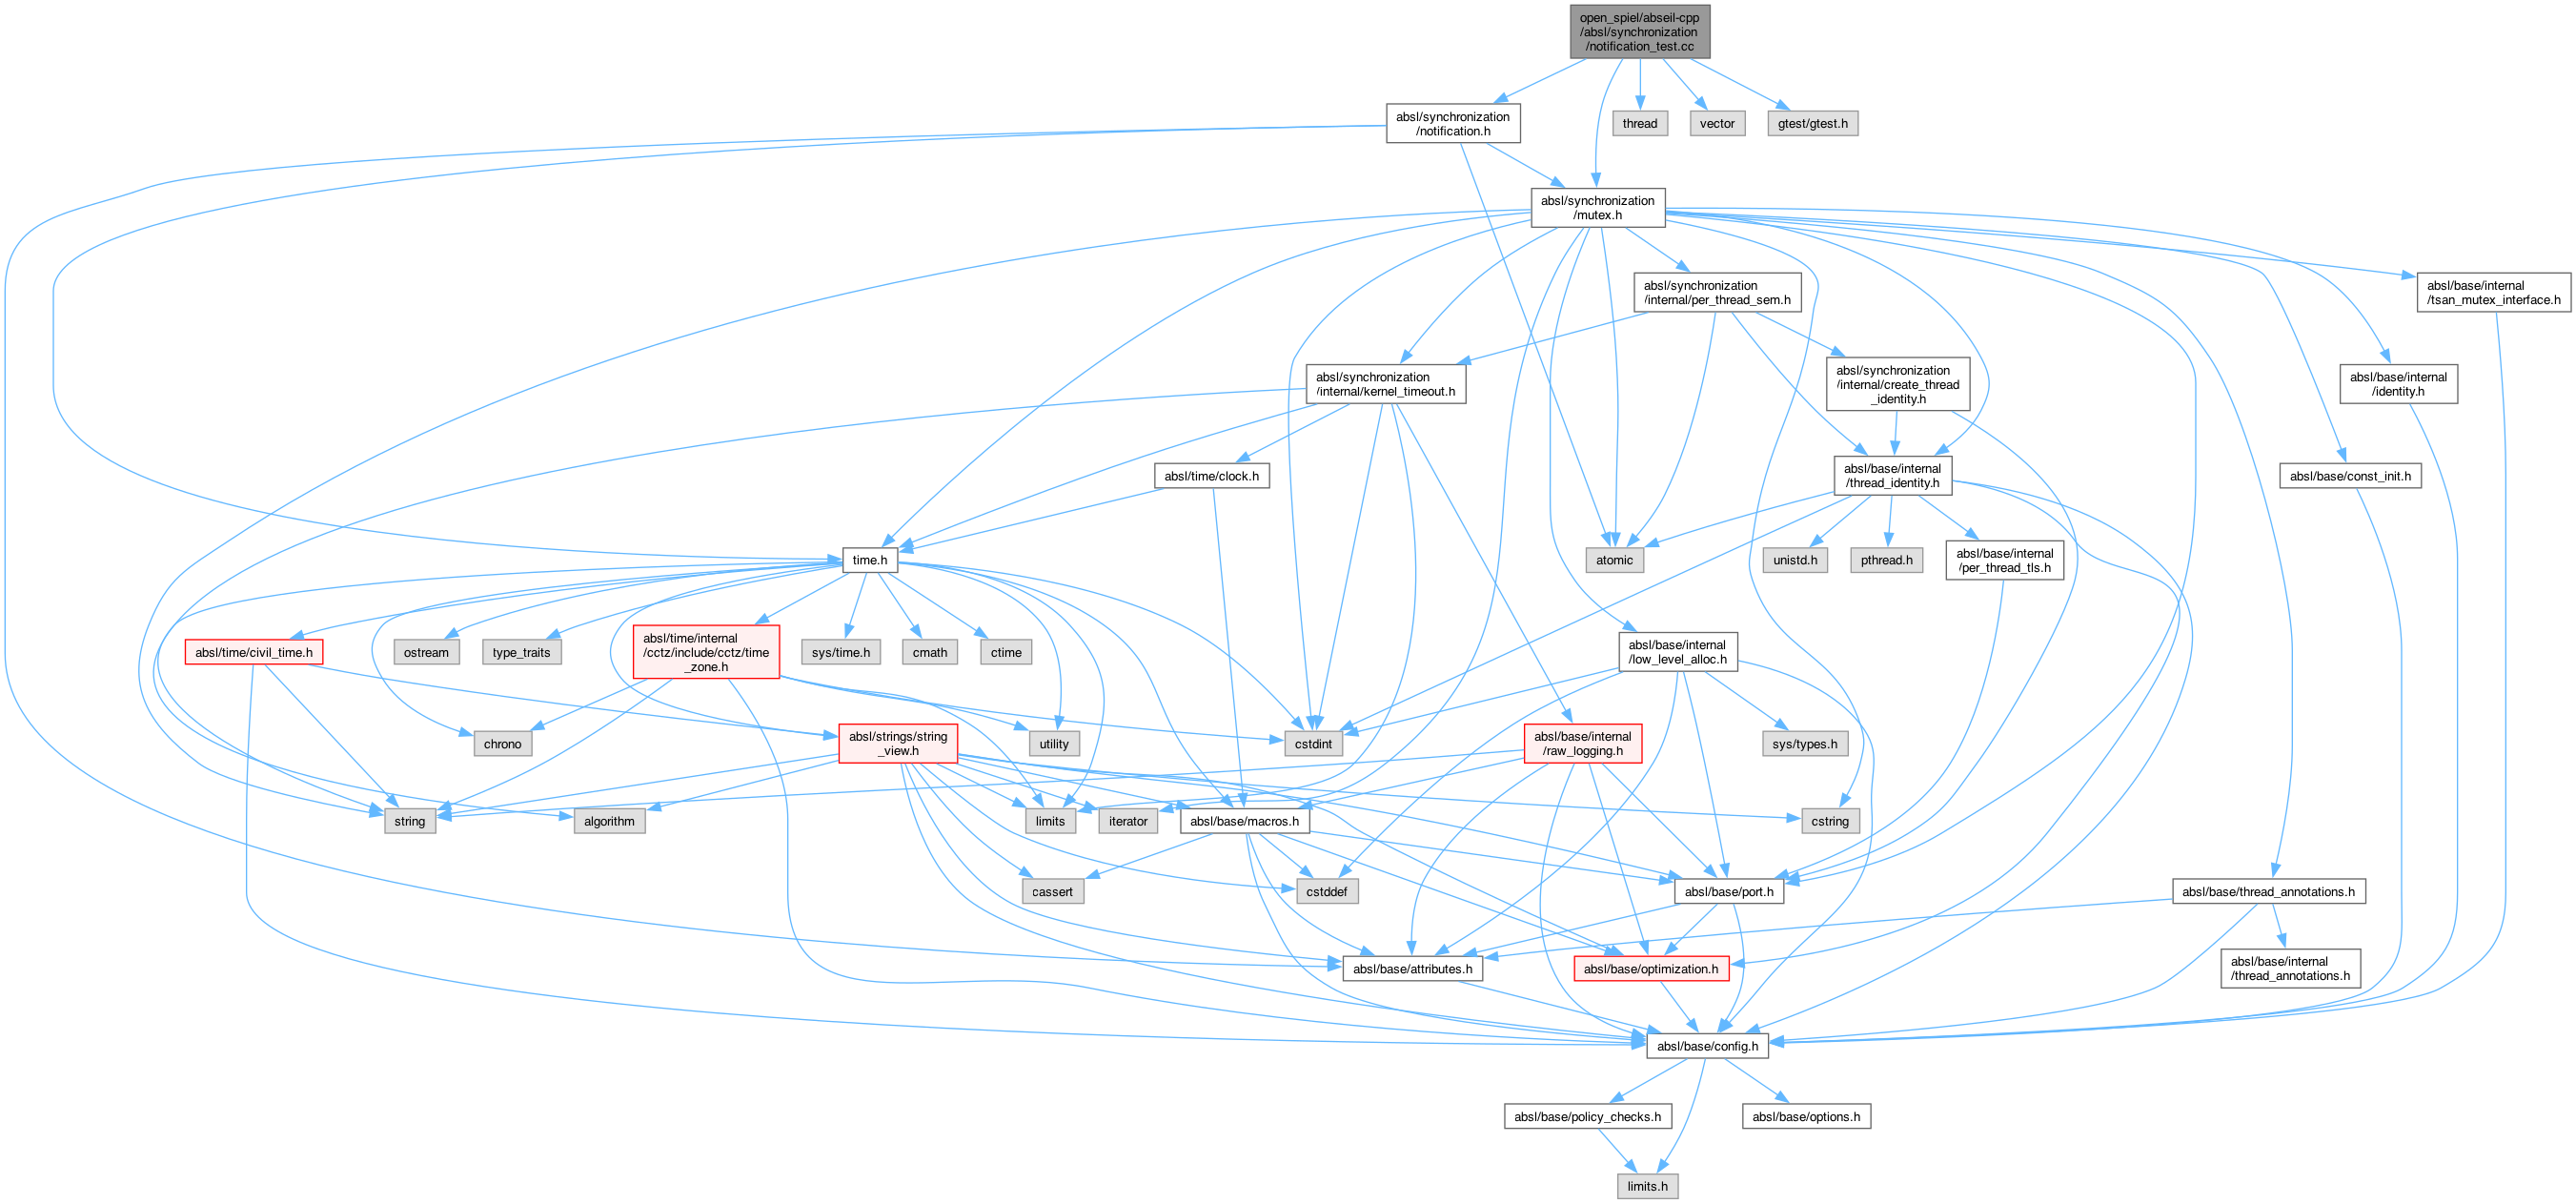 open_spiel/abseil-cpp
/absl/synchronization
/notification_test.cc
absl/synchronization
/notification.h
thread
vector
gtest/gtest.h
absl/synchronization
/mutex.h
absl/synchronization
/internal/per_thread_sem.h
absl/base/internal
/tsan_mutex_interface.h
absl/synchronization
/internal/kernel_timeout.h
absl/synchronization
/internal/create_thread
_identity.h
absl/base/internal
/identity.h
absl/time/clock.h
absl/base/internal
/thread_identity.h
absl/base/const_init.h
time.h
atomic
unistd.h
pthread.h
absl/base/internal
/per_thread_tls.h
absl/time/civil_time.h
ostream
type_traits
absl/time/internal
/cctz/include/cctz/time
_zone.h
sys/time.h
cmath
ctime
absl/base/internal
/low_level_alloc.h
chrono
absl/strings/string
_view.h
utility
cstdint
absl/base/internal
/raw_logging.h
sys/types.h
string
algorithm
limits
iterator
absl/base/macros.h
cstring
cassert
cstddef
absl/base/port.h
absl/base/thread_annotations.h
absl/base/attributes.h
absl/base/optimization.h
absl/base/internal
/thread_annotations.h
absl/base/config.h
absl/base/policy_checks.h
absl/base/options.h
limits.h